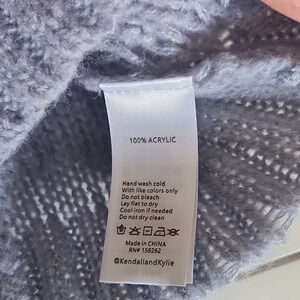 100% ACRYLIC
Hand wash cold
With like colors only
Do not bleach
Lay flat to dry
Cool iron if needed
Do not dry clean
Made in CHINA
RN# 158262
@KendallandKylie